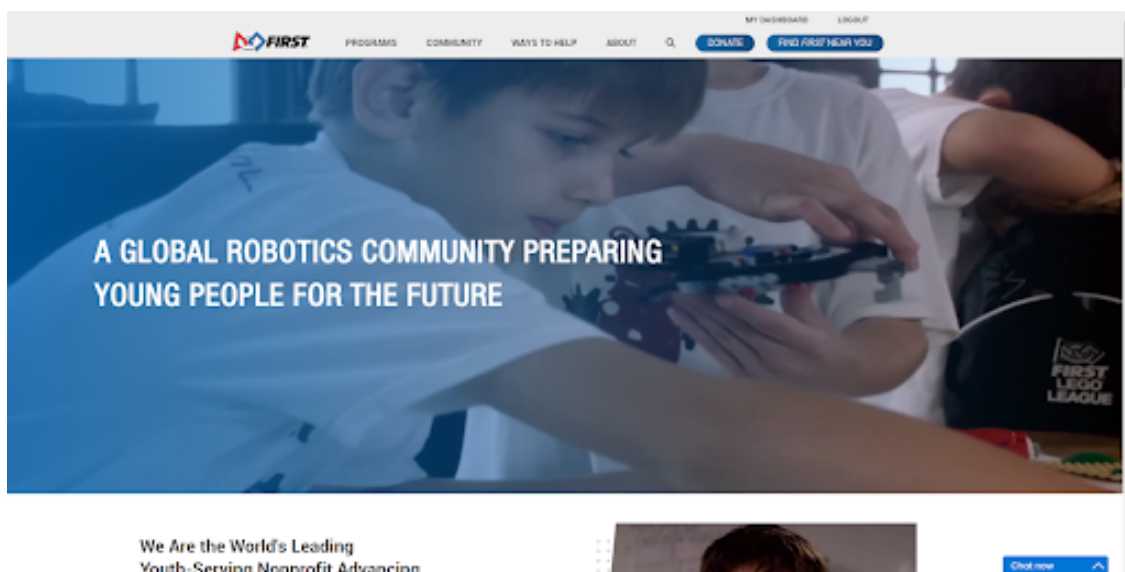 MY DASHBOARD LOGOUT
FIRST PROGRAMS COMMUNITY WAYS TO HELP ABOUT DONATE FIND FIRST NEAR YOU
A GLOBAL ROBOTICS COMMUNITY PREPARING
YOUNG PEOPLE FOR THE FUTURE
FIRST
LEGO
LEAGUE
We Are the World's Leading
Youth-Serving Nonprofit Advancing
Chat now